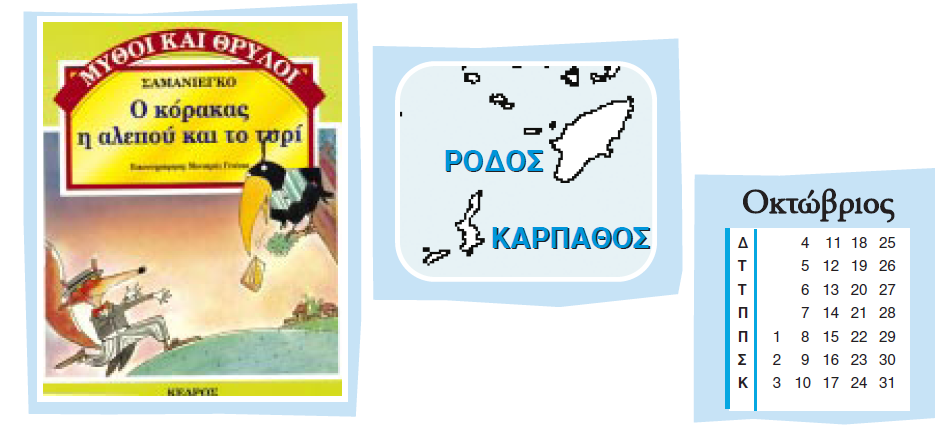 ΜΥΘΟΙ ΚΑΙ ΘΡΥΛΟΙ
ΣΑΜΑΝΙΕΓΚΟ
Ο κόρακας
η αλεπού και το τυρί
ΚΕΔΡΟΣ
ΡΟΔΟΣ
ΚΑΡΠΑΘΟΣ
Οκτώβριος
Δ 4 11 18 25
Τ 5 12 19 26
Τ 6 13 20 27
Π 7 14 21 28
Π 1 8 15 22 29
Σ 2 9 16 23 30
Κ 3 10 17 24 31